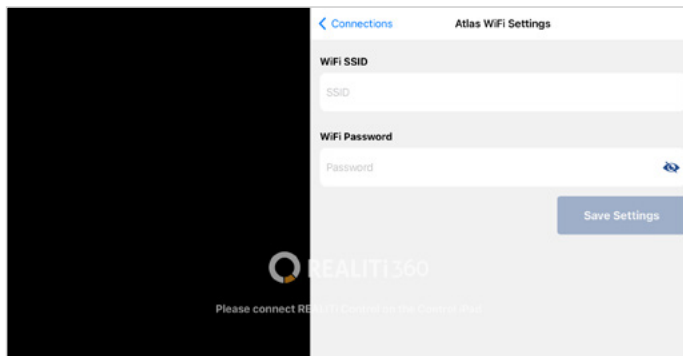 Connections
Atlas WiFi Settings
WiFi SSID
SSID
WiFi Password
Password
Save Settings
REALITi360
Please connect REALITi Control on the Control iPad